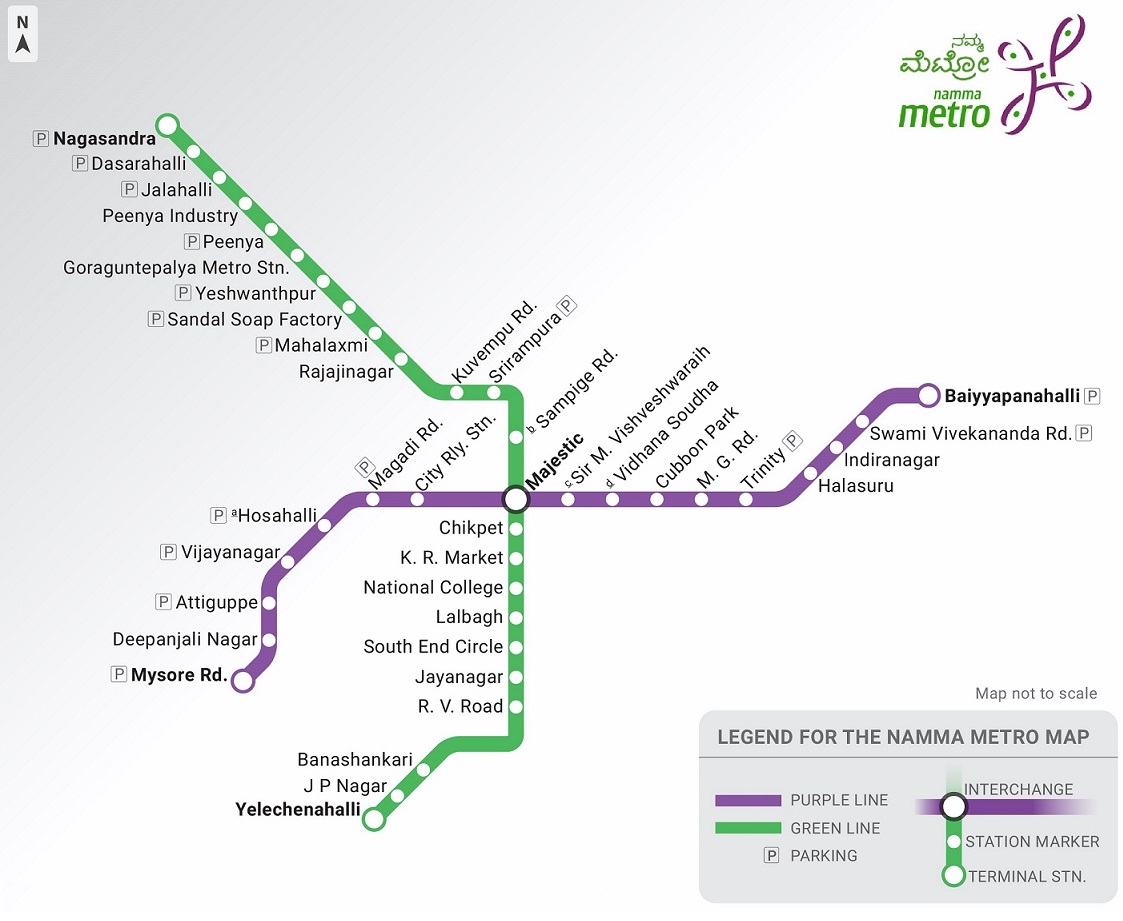 N
ನಮ್ಮ
ಮೆಟ್ರೋ
namma
metro
P Nagasandra
P Dasarahalli
P Jalahalli
Peenya Industry
P Peenya
Goraguntepalya Metro Stn.
P Yeshwanthpur
P Sandal Soap Factory
P Mahalaxmi
Rajajinagar
Kuvempu Rd.
Srirampura P
b Sampige Rd.
Majestic
P Magadi Rd.
City Rly. Stn.
c Sir M. Vishveshwaraih
d Vidhana Soudha
Cubbon Park
M. G. Rd.
Trinity P
Baiyyapanahalli P
Swami Vivekananda Rd. P
Indiranagar
Halasuru
P aHosahalli
P Vijayanagar
P Attiguppe
Deepanjali Nagar
P Mysore Rd.
Chikpet
K. R. Market
National College
Lalbagh
South End Circle
Jayanagar
R. V. Road
Banashankari
J P Nagar
Yelechenahalli
Map not to scale
LEGEND FOR THE NAMMA METRO MAP
PURPLE LINE
GREEN LINE
P PARKING
INTERCHANGE
STATION MARKER
TERMINAL STN.